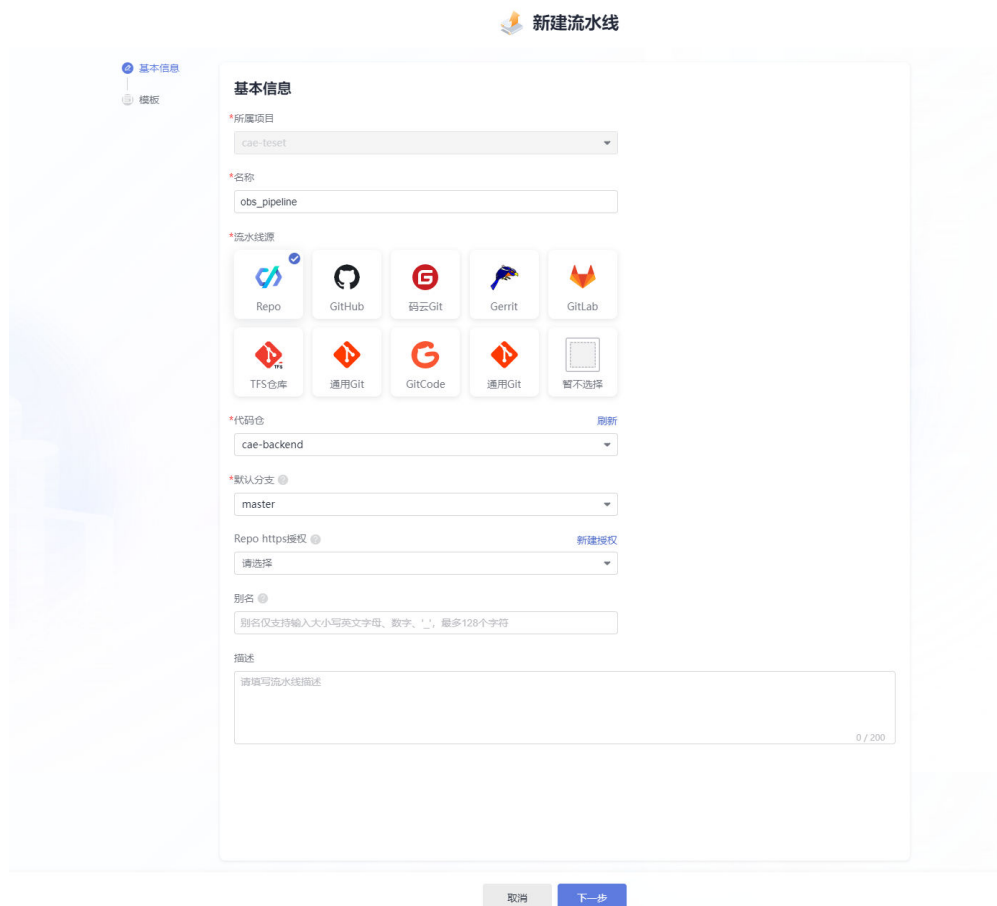 新建流水线
基本信息
模板
基本信息
*所属项目
cae-teset
*名称
obs_pipeline
*流水线源
Repo
GitHub
码云Git
Gerrit
GitLab
TFS仓库
通用Git
GitCode
通用Git
暂不选择
*代码仓
刷新
cae-backend
*默认分支
master
Repo https授权
新建授权
请选择
别名
别名仅支持输入大小写英文字母、数字、'_'，最多128个字符
描述
请填写流水线描述
0 / 200
取消
下一步